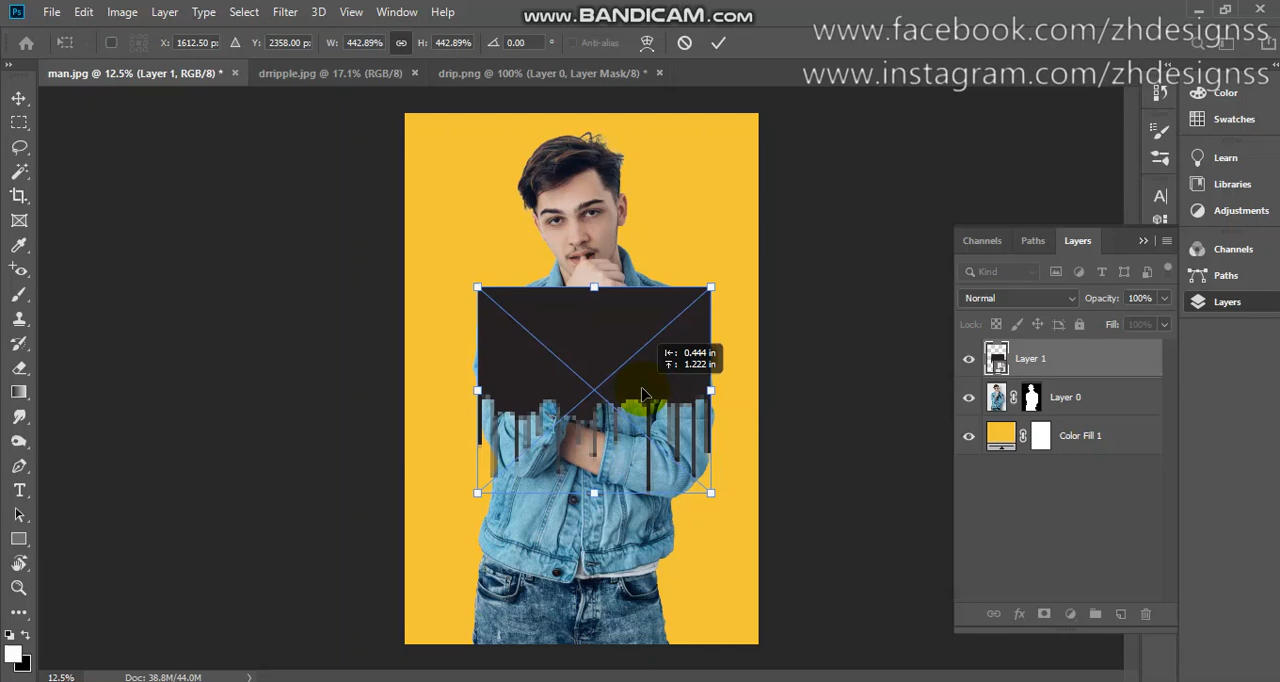 Ps File Edit Image Layer Type Select Filter 3D View Window Help
www.BANDICAM.com
www.facebook.com/zhdesignss
X: 1612.50 px Y: 2358.00 px W: 442.89% H: 442.89% 0.00 ° Anti-alias
www.instagram.com/zhdesignss
man.jpg @ 12.5% (Layer 1, RGB/8) * × drripple.jpg @ 17.1% (RGB/8) × drip.png @ 100% (Layer 0, Layer Mask/8) * ×
Color
Swatches
Learn
Libraries
Adjustments
Channels
Paths
Layers
Channels Paths Layers
Kind
Normal Opacity: 100%
Lock: Fill: 100%
Layer 1
Layer 0
Color Fill 1
0.444 in
1.222 in
12.5% Doc: 38.8M/44.0M